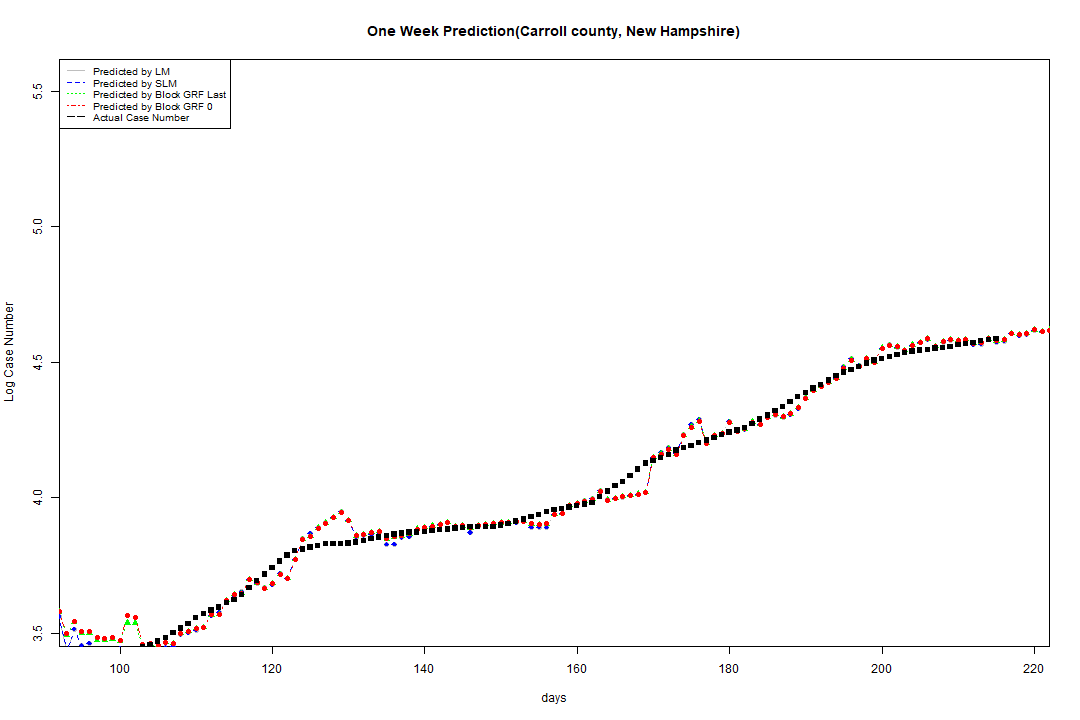 One Week Prediction(Carroll county, New Hampshire)
Predicted by LM
Predicted by SLM
Predicted by Block GRF Last
Predicted by Block GRF 0
Actual Case Number
5.5
5.0
4.5
4.0
3.5
Log Case Number
100 120 140 160 180 200 220
days